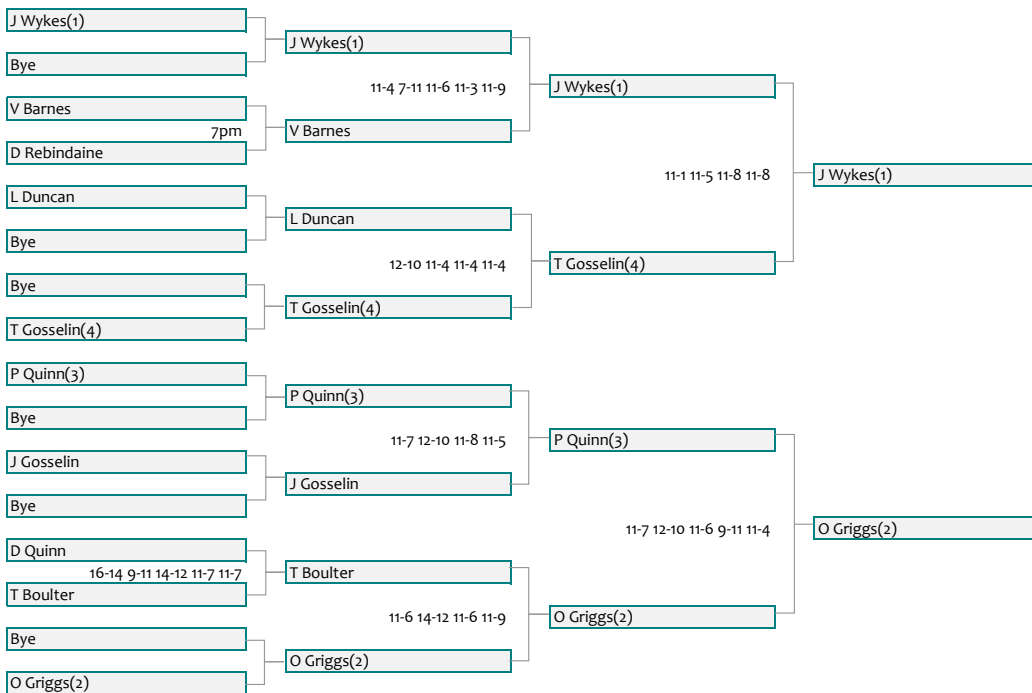 J Wykes(1)
Bye
V Barnes
7pm
D Rebindaine
L Duncan
Bye
Bye
T Gosselin(4)
P Quinn(3)
Bye
J Gosselin
Bye
D Quinn
16-14 9-11 14-12 11-7 11-7
T Boulter
Bye
O Griggs(2)
J Wykes(1)
11-4 7-11 11-6 11-3 11-9
V Barnes
L Duncan
12-10 11-4 11-4 11-4
T Gosselin(4)
P Quinn(3)
11-7 12-10 11-8 11-5
J Gosselin
T Boulter
11-6 14-12 11-6 11-9
O Griggs(2)
J Wykes(1)
11-1 11-5 11-8 11-8
T Gosselin(4)
P Quinn(3)
11-7 12-10 11-6 9-11 11-4
O Griggs(2)
J Wykes(1)
O Griggs(2)